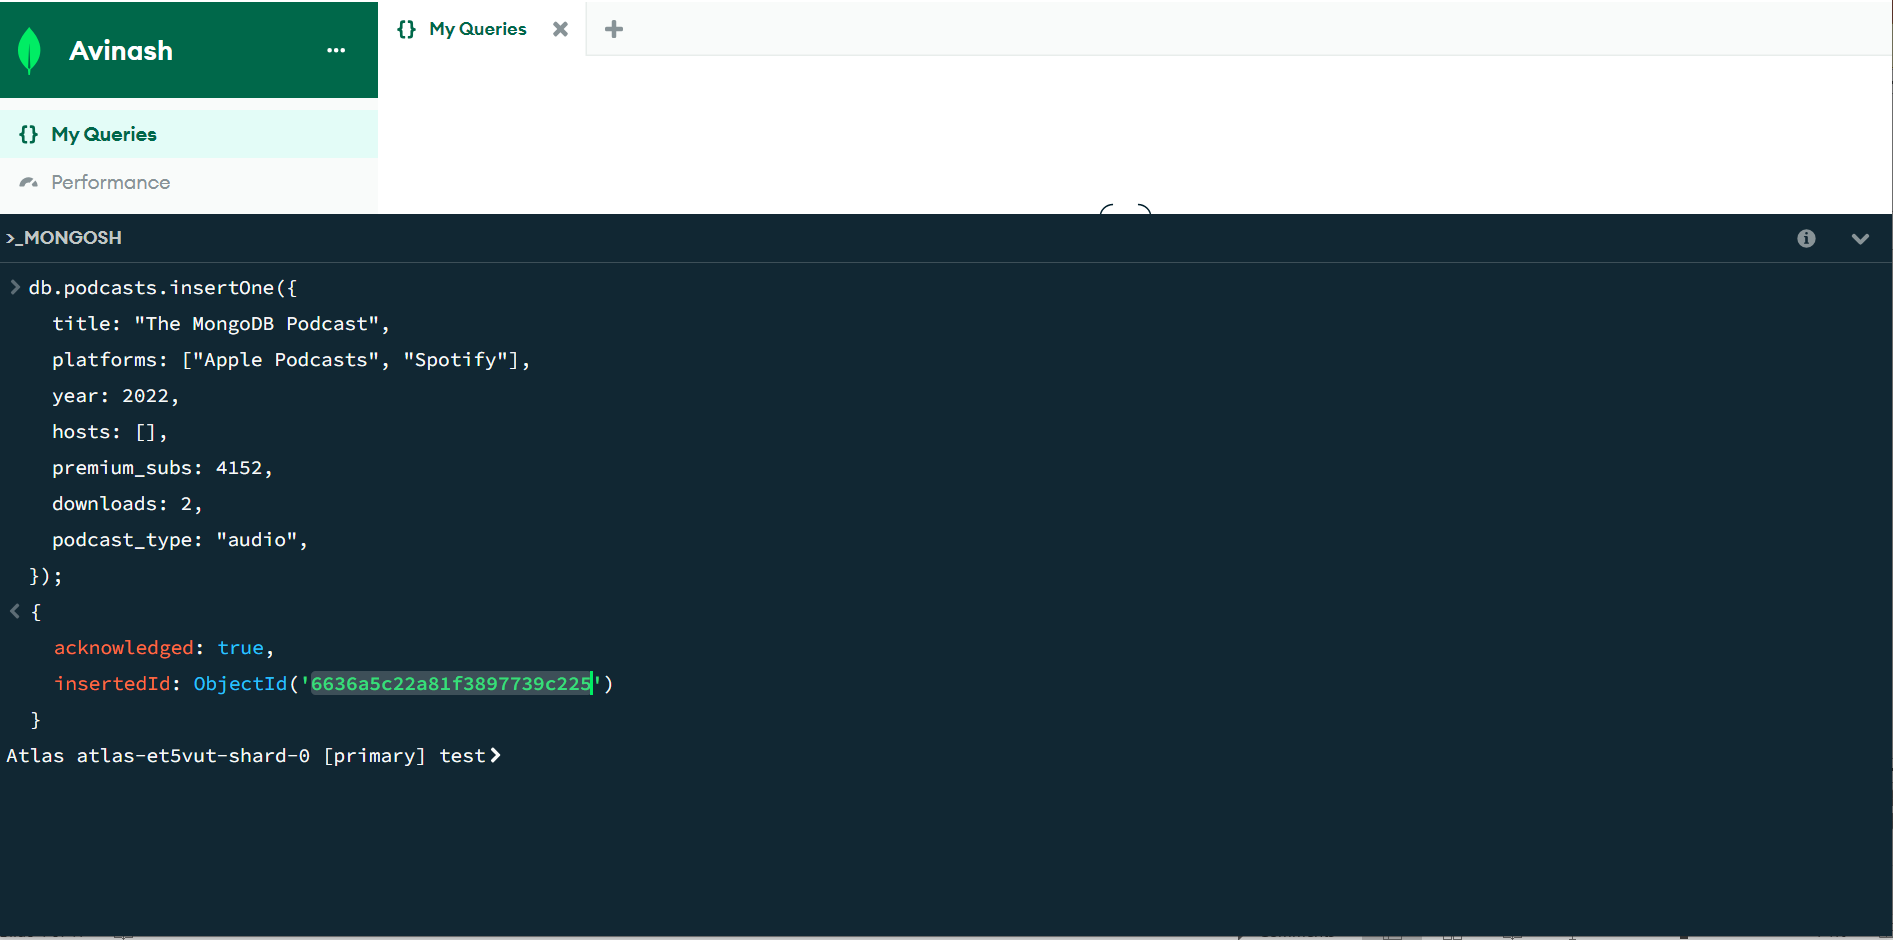 Avinash
...
{} My Queries
{} My Queries
Performance
>_MONGOSH
> db.podcasts.insertOne({
title: "The MongoDB Podcast",
platforms: ["Apple Podcasts", "Spotify"],
year: 2022,
hosts: [],
premium_subs: 4152,
downloads: 2,
podcast_type: "audio",
});
< {
acknowledged: true,
insertedId: ObjectId('6636a5c22a81f3897739c225')
}
Atlas atlas-et5vut-shard-0 [primary] test>